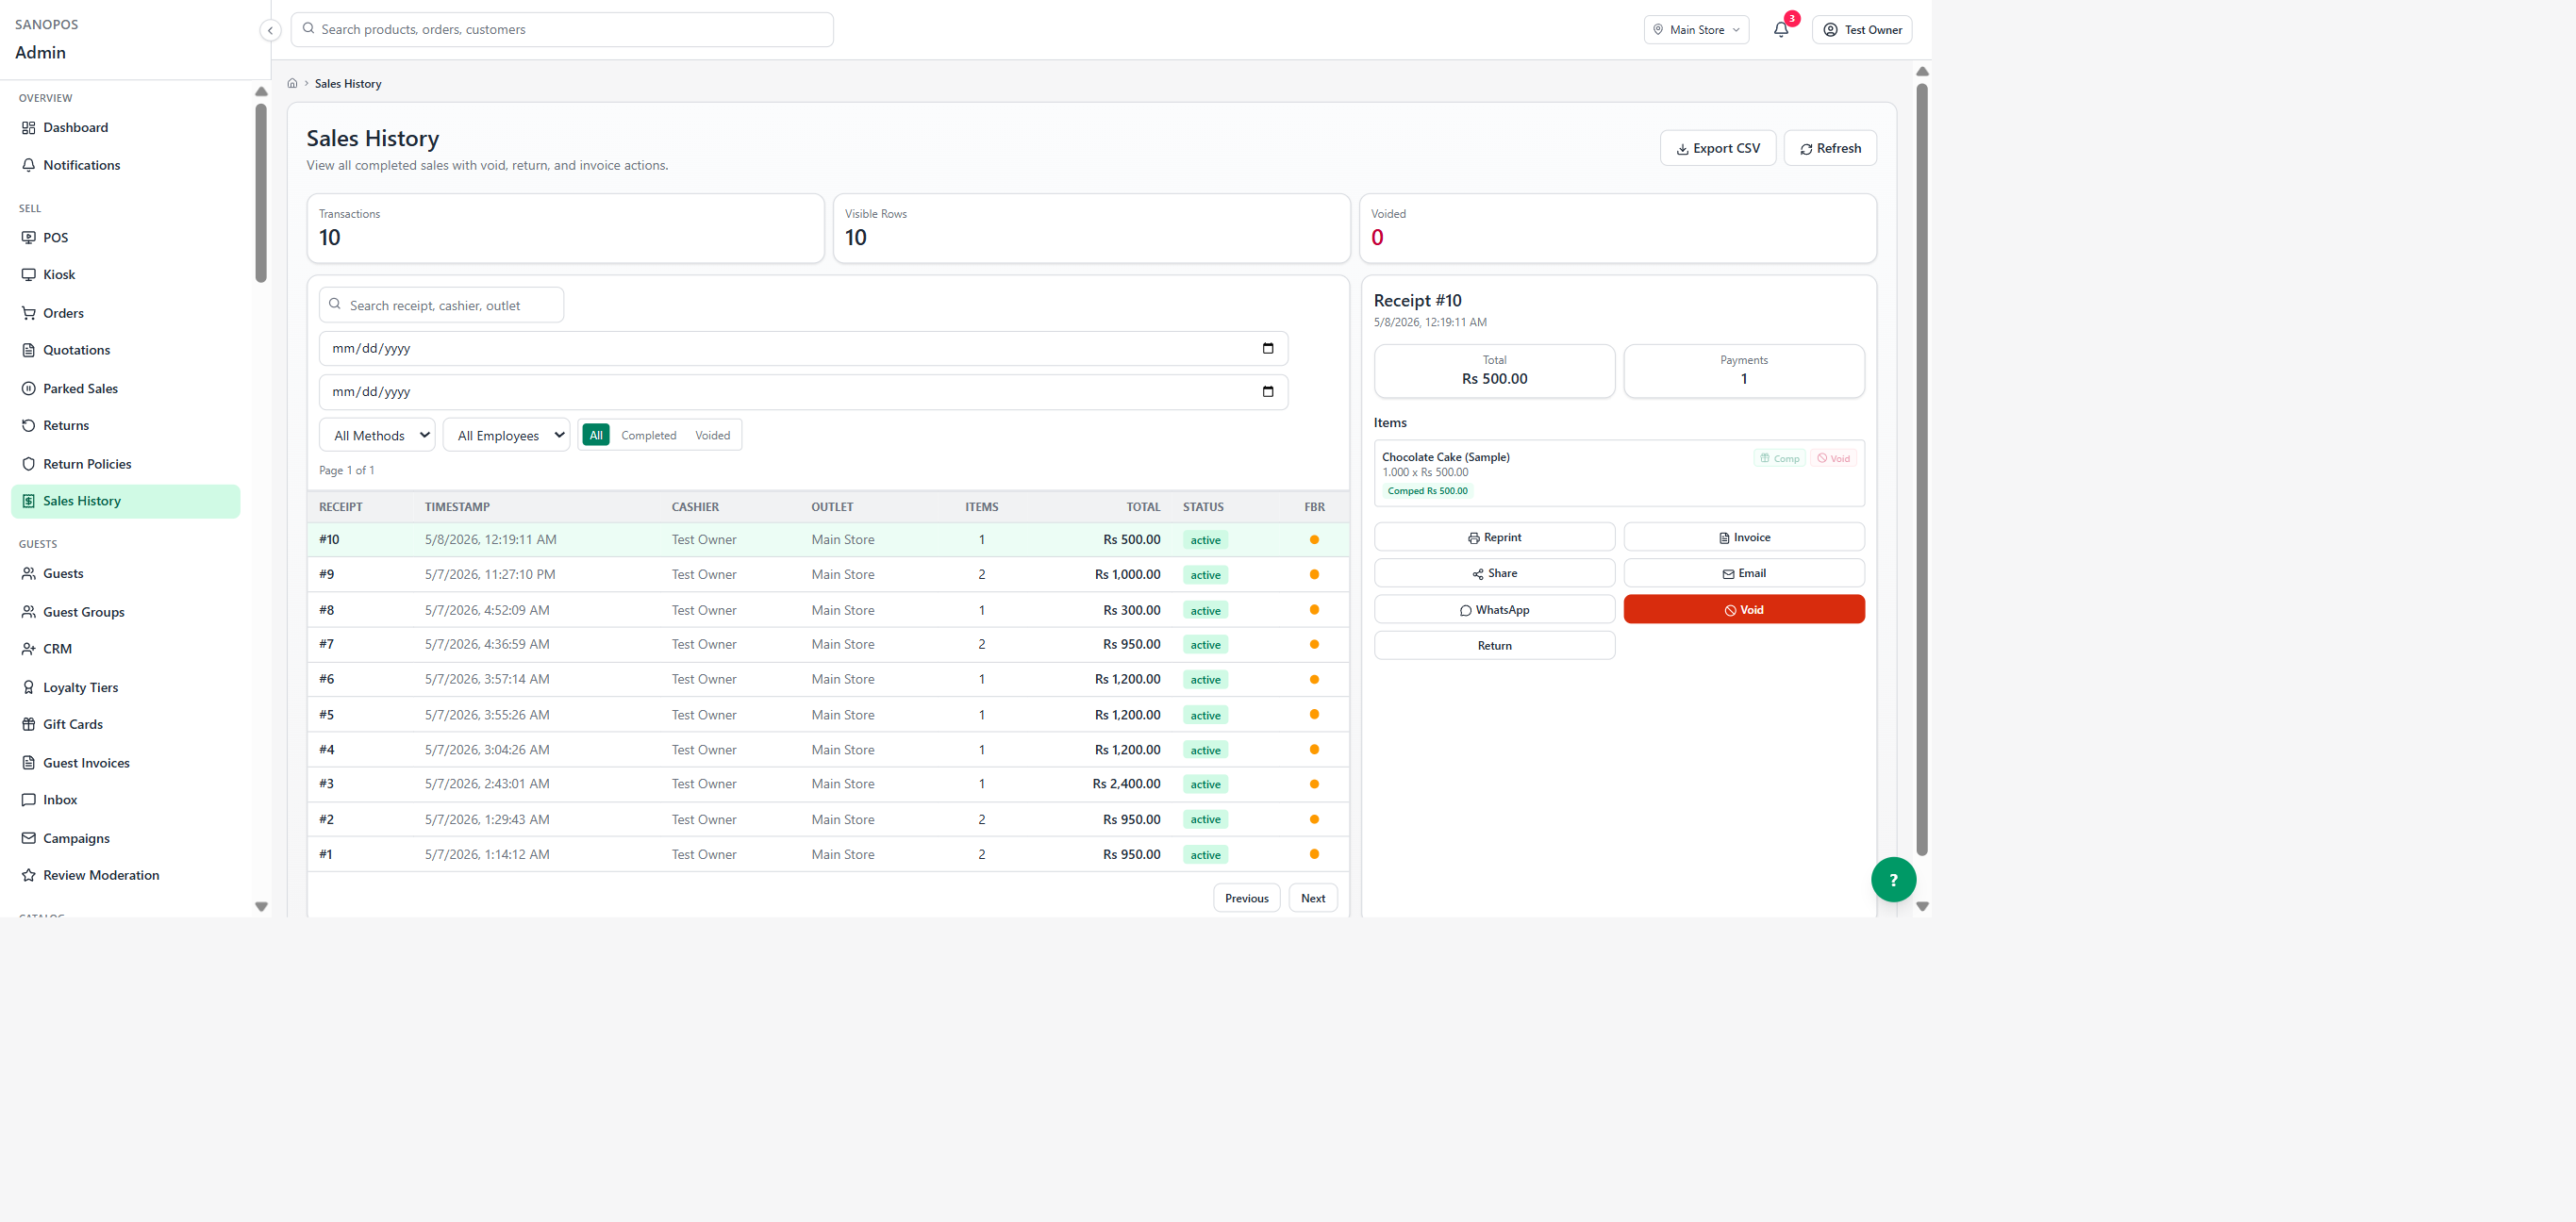 SANOPOS
Admin
Search products, orders, customers
Main Store
3
Test Owner
OVERVIEW
Dashboard
Notifications
SELL
POS
Kiosk
Orders
Quotations
Parked Sales
Returns
Return Policies
Sales History
GUESTS
Guests
Guest Groups
CRM
Loyalty Tiers
Gift Cards
Guest Invoices
Inbox
Campaigns
Review Moderation
CATALOG
Sales History
Sales History
View all completed sales with void, return, and invoice actions.
Export CSV
Refresh
Transactions
10
Visible Rows
10
Voided
0
Search receipt, cashier, outlet
mm/dd/yyyy
mm/dd/yyyy
All Methods All Employees All Completed Voided
Page 1 of 1
RECEIPT TIMESTAMP CASHIER OUTLET ITEMS TOTAL STATUS FBR
#10 5/8/2026, 12:19:11 AM Test Owner Main Store 1 Rs 500.00 active
#9 5/7/2026, 11:27:10 PM Test Owner Main Store 2 Rs 1,000.00 active
#8 5/7/2026, 4:52:09 AM Test Owner Main Store 1 Rs 300.00 active
#7 5/7/2026, 4:36:59 AM Test Owner Main Store 2 Rs 950.00 active
#6 5/7/2026, 3:57:14 AM Test Owner Main Store 1 Rs 1,200.00 active
#5 5/7/2026, 3:55:26 AM Test Owner Main Store 1 Rs 1,200.00 active
#4 5/7/2026, 3:04:26 AM Test Owner Main Store 1 Rs 1,200.00 active
#3 5/7/2026, 2:43:01 AM Test Owner Main Store 1 Rs 2,400.00 active
#2 5/7/2026, 1:29:43 AM Test Owner Main Store 2 Rs 950.00 active
#1 5/7/2026, 1:14:12 AM Test Owner Main Store 2 Rs 950.00 active
Previous Next
Receipt #10
5/8/2026, 12:19:11 AM
Total
Rs 500.00
Payments
1
Items
Chocolate Cake (Sample)
Comp Void
1.000 x Rs 500.00
Comped Rs 500.00
Reprint Invoice
Share Email
WhatsApp Void
Return
?